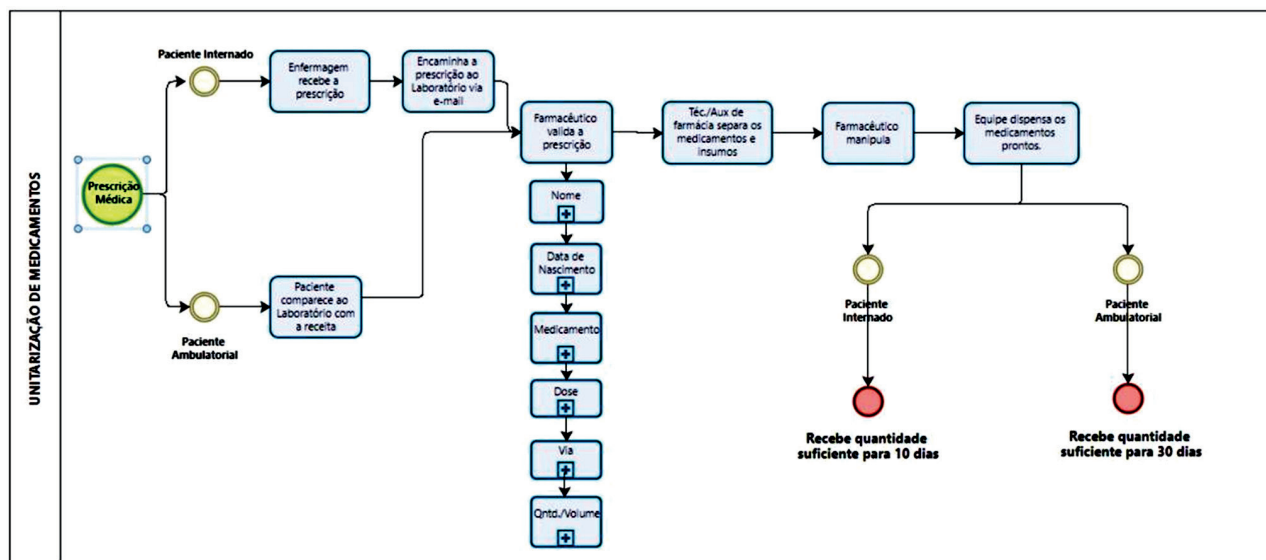 UNITARIZAÇÃO DE MEDICAMENTOS
Prescrição
Médica
Paciente Internado
Enfermagem
recebe a
prescrição
Encaminha a
prescrição ao
Laboratório via
e-mail
Paciente
Ambulatorial
Paciente
comparece ao
Laboratório com
a receita
Farmacéutico
valida a
prescrição
Nome
Data de
Nascimento
Medicamento
Dose
Via
Qntd./Volume
Téc./Aux de
farmácia separa os
medicamentos e
insumos
Farmacéutico
manipula
Equipe dispensa os
medicamentos
prontos.
Paciente
Internado
Recebe quantidade
suficiente para 10 dias
Paciente
Ambulatorial
Recebe quantidade
suficiente para 30 dias